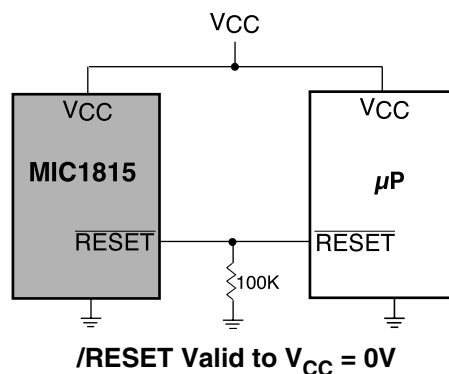 VCC
VCC
VCC
MIC1815
µP
RESET
RESET
100K
/RESET Valid to VCC = 0V